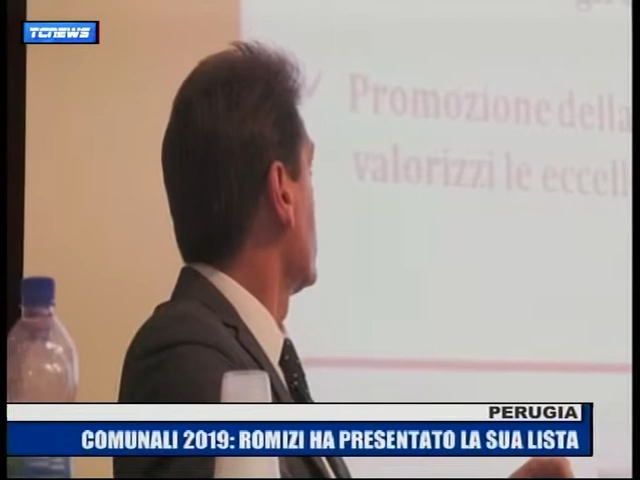 TCNEWS
Promozione della
valorizzi le eccell
PERUGIA
COMUNALI 2019: ROMIZI HA PRESENTATO LA SUA LISTA